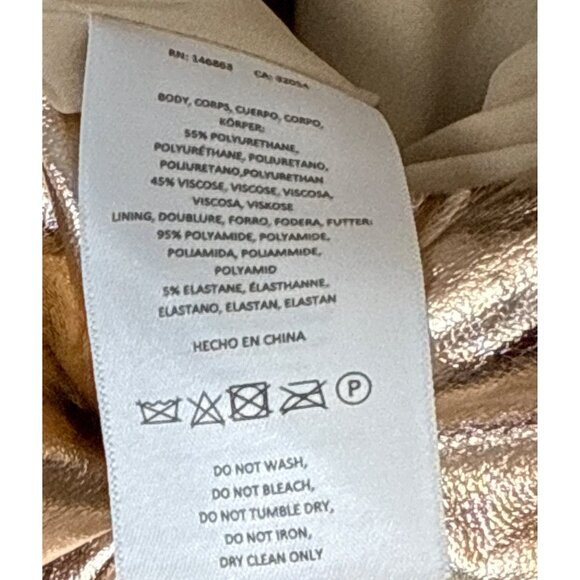 RN: 146863 CA: 32054
BODY, CORPS, CUERPO, CORPO,
KÖRPER:
55% POLYURETHANE,
POLYURÉTHANE, POLIURETANO,
POLIURETANO,POLYURETHAN
45% VISCOSE, VISCOSE, VISCOSA,
VISCOSA, VISKOSE
LINING, DOUBLURE, FORRO, FODERA, FUTTER:
95% POLYAMIDE, POLYAMIDE,
POLIAMIDA, POLIAMMIDE,
POLYAMID
5% ELASTANE, ÉLASTHANNE,
ELASTANO, ELASTAN, ELASTAN
HECHO EN CHINA
P
DO NOT WASH,
DO NOT BLEACH,
DO NOT TUMBLE DRY,
DO NOT IRON,
DRY CLEAN ONLY